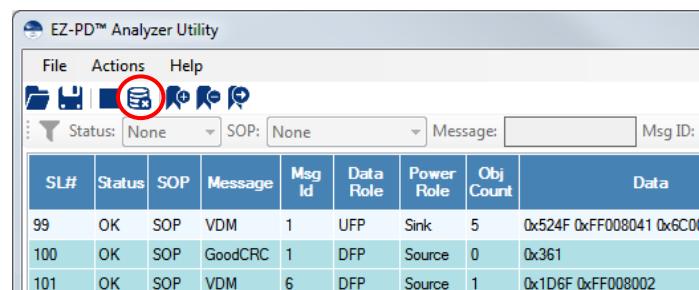 EZ-PD™ Analyzer Utility
File Actions Help
Status: None SOP: None Message: Msg ID:
SL# Status SOP Message Msg Id Data Role Power Role Obj Count Data
99 OK SOP VDM 1 UFP Sink 5 0x524F 0xFF008041 0x6C00
100 OK SOP GoodCRC 1 DFP Source 0 0x361
101 OK SOP VDM 6 DFP Source 1 0x1D6F 0xFF008002